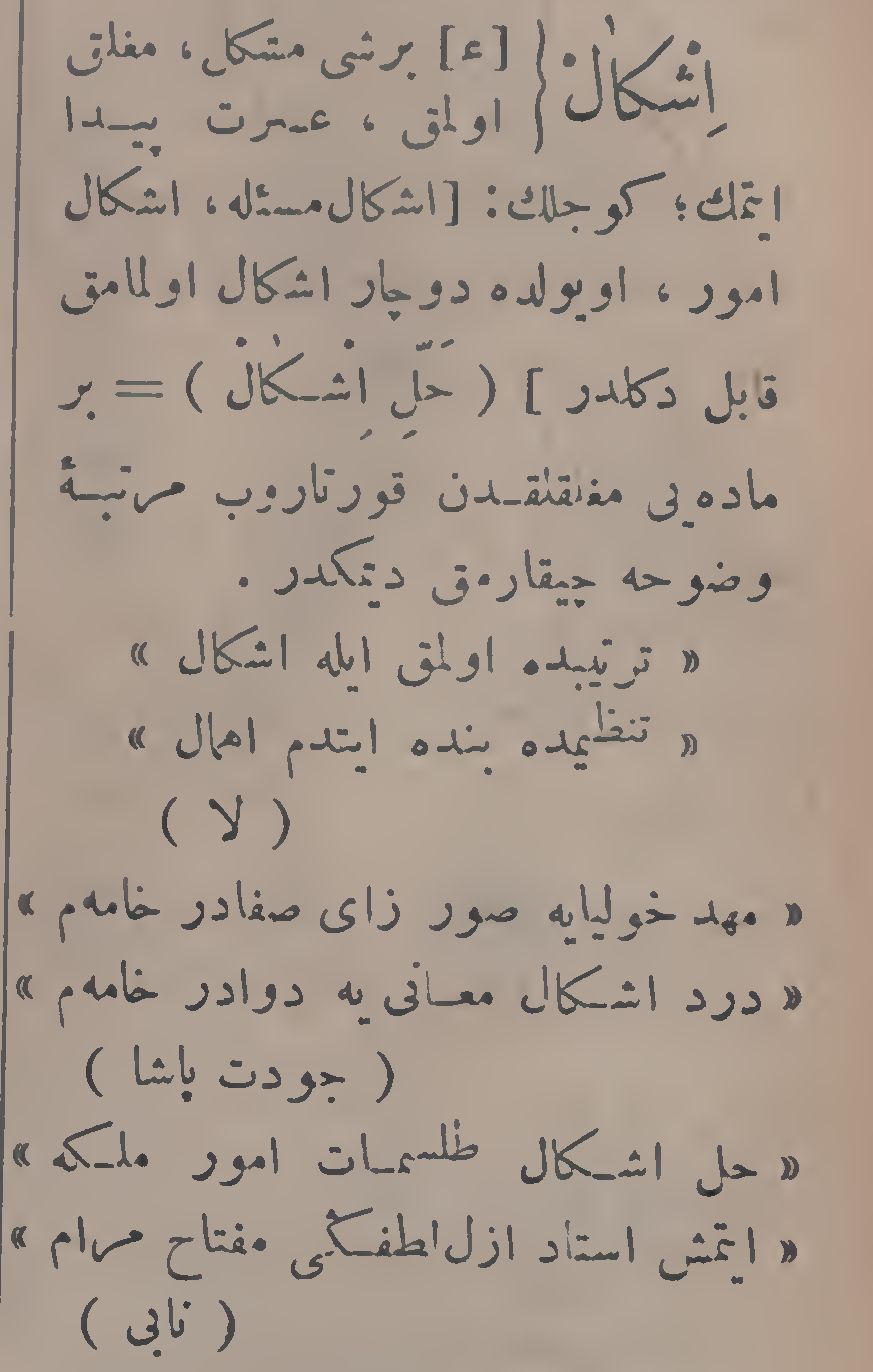 اِشْكالْ { [ ع ] برشی مشكل ، مغلق
اولمق ، عسرت پیدا
ایتمك ؛ كوجلك : [ اشكال مسئله ، اشكال
امور ، اویولده دوچار اشكال اولمامق
قابل دكلدر ] ( حَلِّ اِشْكالْ ) = بر
ماده‌یی مغلقلقدن قورتاروب مرتبهٔ
وضوحه چیقارمق دیمكدر .
« ترتیبده اولمق ایله اشكال »
« تنظیمده بنده ایتدم اهمال »
( لا )
« مهد خولیایه صور زای صفادر خامه‌م »
« درد اشكال معانی یه دوادر خامه‌م »
( جودت پاشا )
« حل اشكال طلسمات امور ملكه »
« ایتمش استاد ازل لطفكی مفتاح مرام »
( نابی )